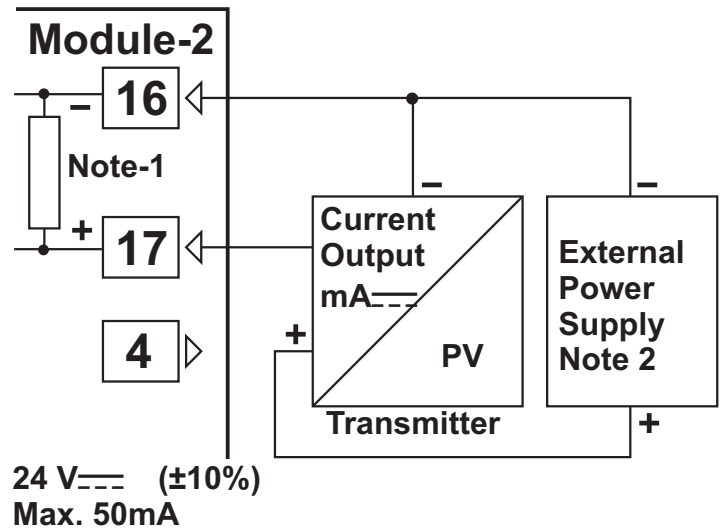 Module-2
–
16
Note-1
+
17
4
24 V⎓ (±10%)
Max. 50mA
–
Current
Output
mA⎓
+
PV
Transmitter
–
External
Power
Supply
Note 2
+